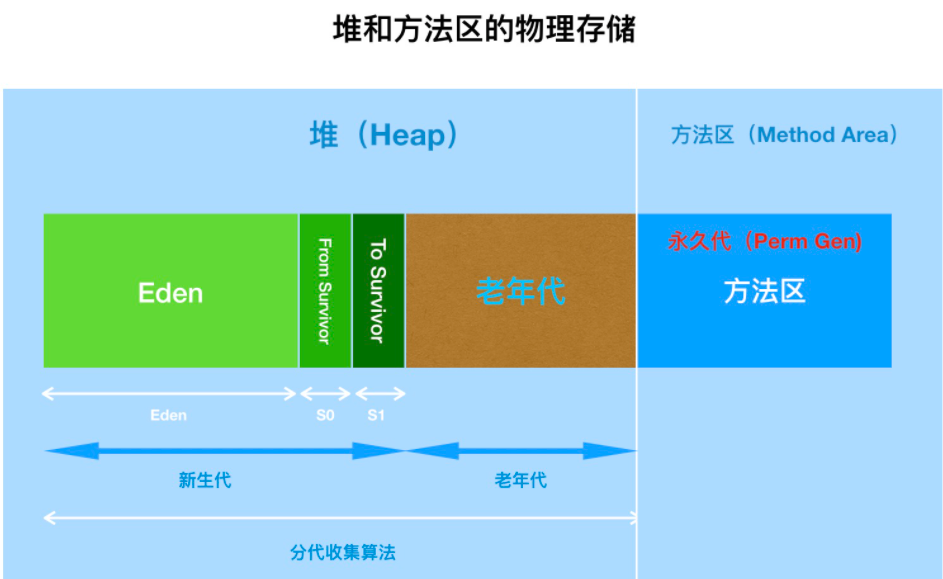 堆和方法区的物理存储
堆（Heap）
方法区（Method Area）
Eden
From Survivor
To Survivor
老年代
永久代（Perm Gen)
方法区
Eden
S0
S1
新生代
老年代
分代收集算法